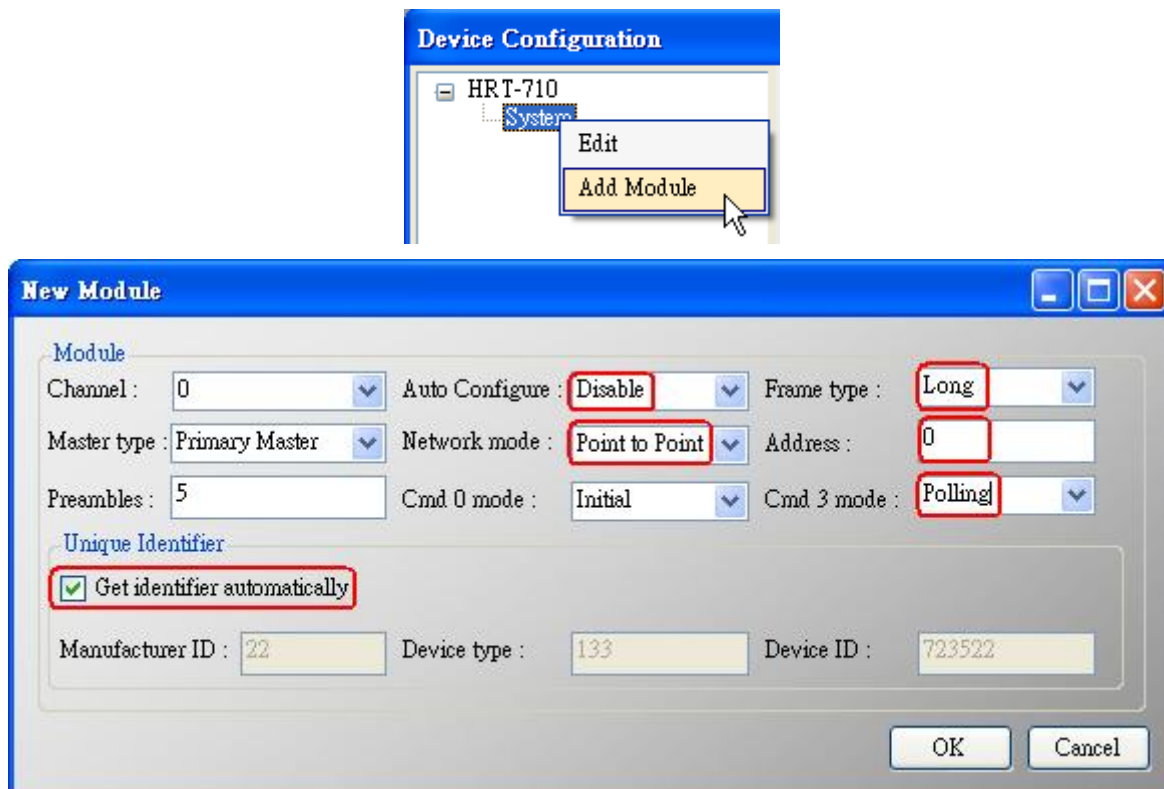 Device Configuration
HRT-710
System
Edit
Add Module
New Module
Module
Channel : 0 Auto Configure : Disable Frame type : Long
Master type : Primary Master Network mode : Point to Point Address : 0
Preambles : 5 Cmd 0 mode : Initial Cmd 3 mode : Polling
Unique Identifier
Get identifier automatically
Manufacturer ID : 22 Device type : 133 Device ID : 723522
OK Cancel